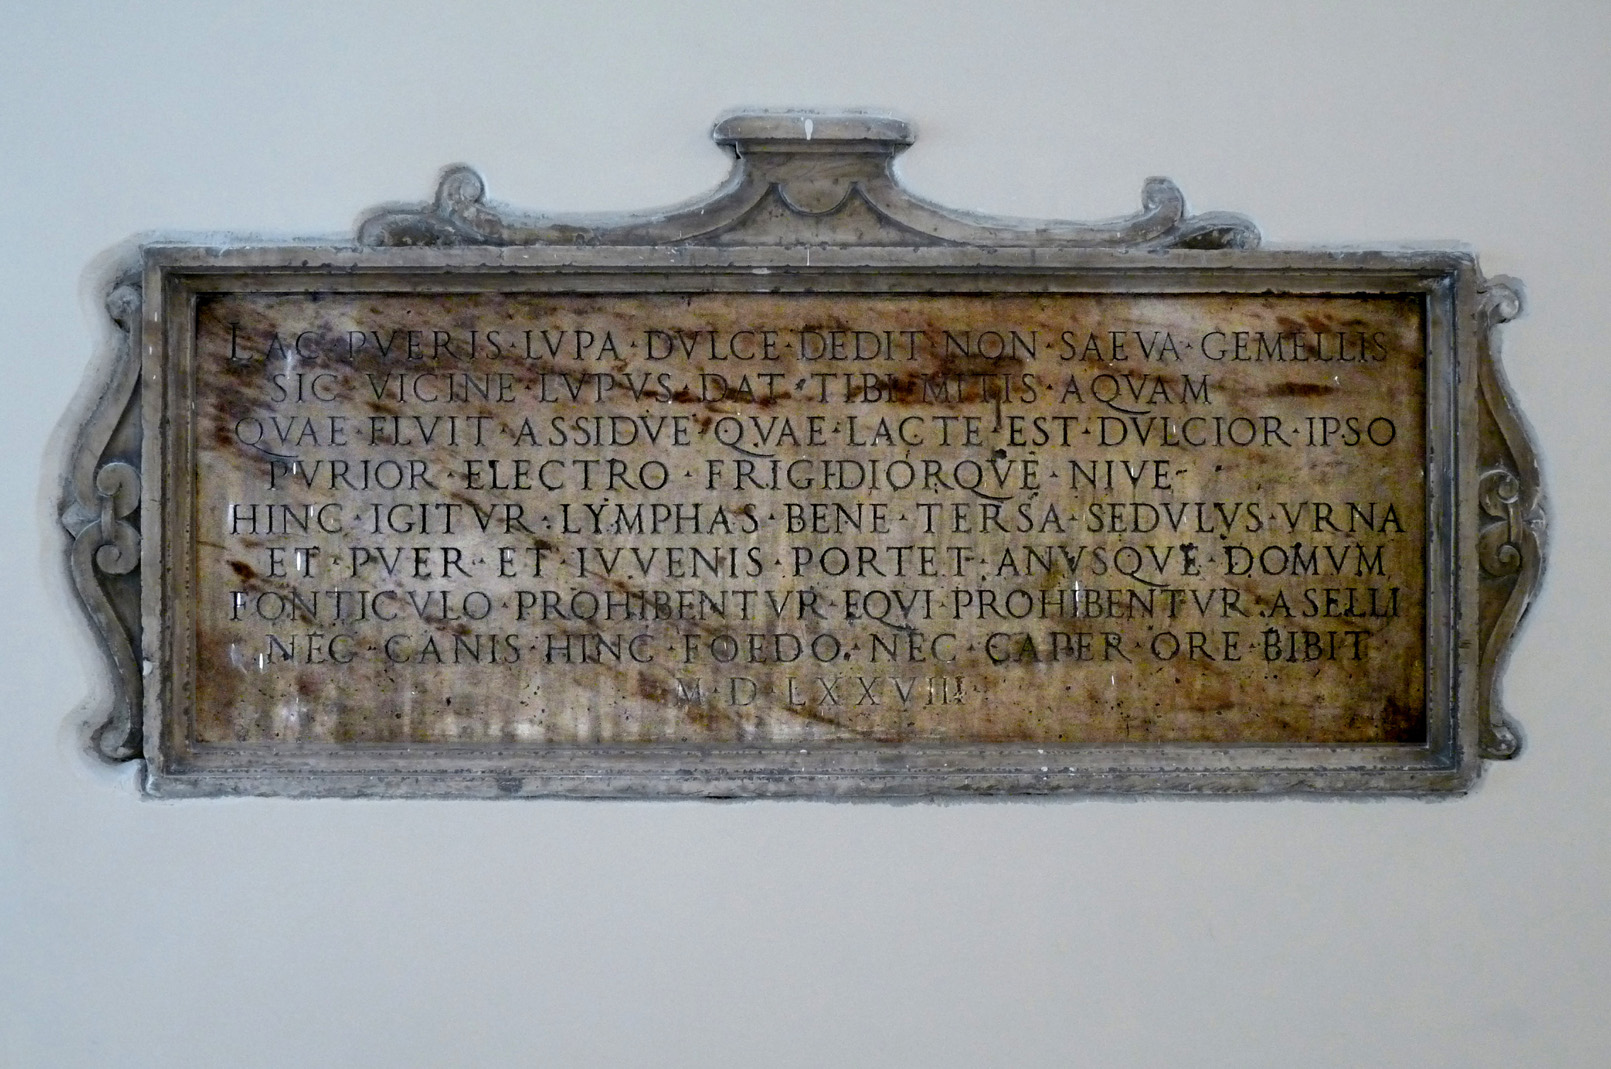 LAC · PVERIS · LVPA · DVLCE · DEDIT · NON · SAEVA · GEMELLIS
SIC · VICINE · LVPVS · DAT · TIBI · MITIS · AQVAM
QVAE · FLVIT · ASSIDVE · QVAE · LACTE · EST · DVLCIOR · IPSO
PVRIOR · ELECTRO · FRIGIDIORQVE · NIVE
HINC · IGITVR · LYMPHAS · BENE · TERSA · SEDVLVS · VRNA
ET · PVER · ET · IVVENIS · PORTET · ANVSQVE · DOMVM
FONTICVLO · PROHIBENTVR · EQVI · PROHIBENTVR · ASELLI
NEC · CANIS · HINC · FOEDO · NEC · CAPER · ORE · BIBIT
M · D · LXXVIII